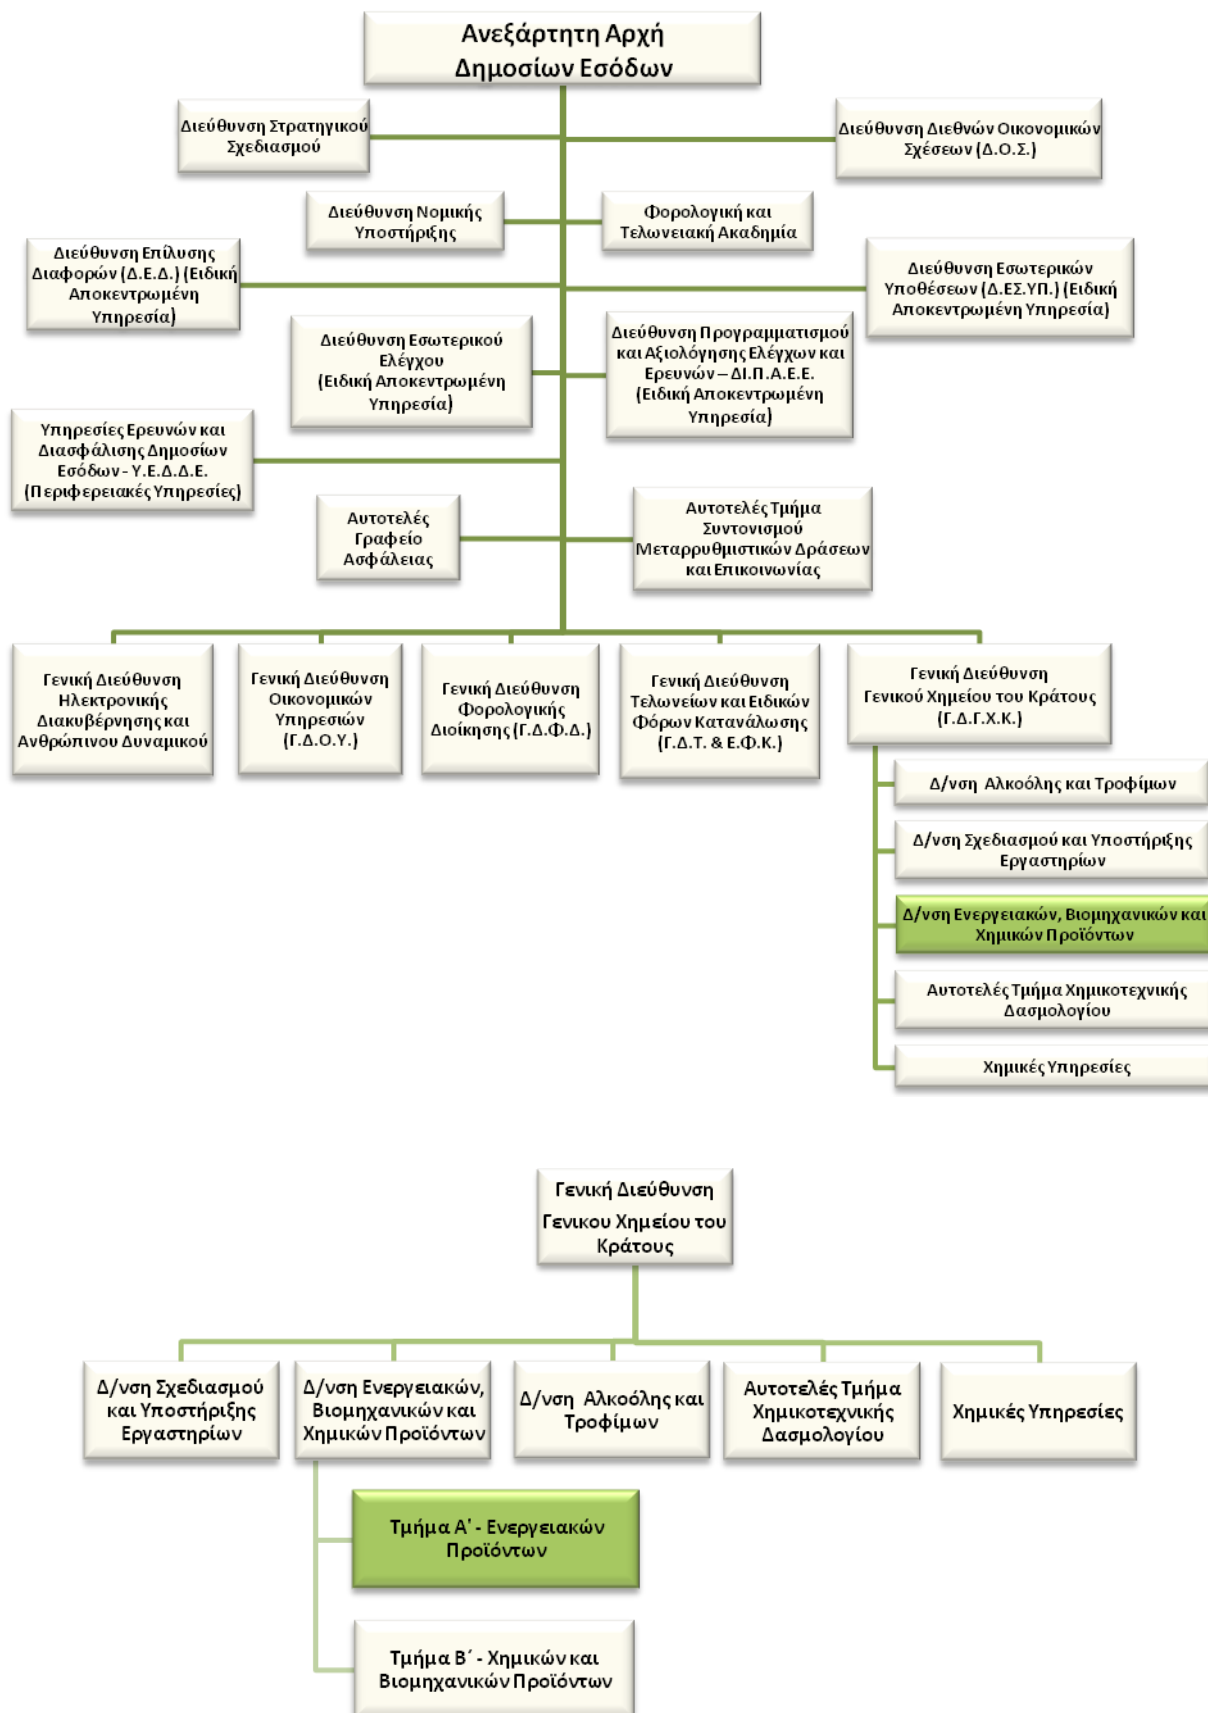 Ανεξάρτητη Αρχή
Δημοσίων Εσόδων
Διεύθυνση Στρατηγικού
Σχεδιασμού
Διεύθυνση Διεθνών Οικονομικών
Σχέσεων (Δ.Ο.Σ.)
Διεύθυνση Νομικής
Υποστήριξης
Φορολογική και
Τελωνειακή Ακαδημία
Διεύθυνση Επίλυσης
Διαφορών (Δ.Ε.Δ.) (Ειδική
Αποκεντρωμένη
Υπηρεσία)
Διεύθυνση Εσωτερικών
Υποθέσεων (Δ.ΕΣ.ΥΠ.) (Ειδική
Αποκεντρωμένη Υπηρεσία)
Διεύθυνση Εσωτερικού
Ελέγχου
(Ειδική Αποκεντρωμένη
Υπηρεσία)
Διεύθυνση Προγραμματισμού
και Αξιολόγησης Ελέγχων και
Ερευνών – ΔΙ.Π.Α.Ε.Ε.
(Ειδική Αποκεντρωμένη
Υπηρεσία)
Υπηρεσίες Ερευνών και
Διασφάλισης Δημοσίων
Εσόδων - Υ.Ε.Δ.Δ.Ε.
(Περιφερειακές Υπηρεσίες)
Αυτοτελές
Γραφείο
Ασφάλειας
Αυτοτελές Τμήμα
Συντονισμού
Μεταρρυθμιστικών Δράσεων
και Επικοινωνίας
Γενική Διεύθυνση
Ηλεκτρονικής
Διακυβέρνησης και
Ανθρώπινου Δυναμικού
Γενική Διεύθυνση
Οικονομικών
Υπηρεσιών
(Γ.Δ.Ο.Υ.)
Γενική Διεύθυνση
Φορολογικής
Διοίκησης (Γ.Δ.Φ.Δ.)
Γενική Διεύθυνση
Τελωνείων και Ειδικών
Φόρων Κατανάλωσης
(Γ.Δ.Τ. & Ε.Φ.Κ.)
Γενική Διεύθυνση
Γενικού Χημείου του Κράτους
(Γ.Δ.Γ.Χ.Κ.)
Δ/νση Αλκοόλης και Τροφίμων
Δ/νση Σχεδιασμού και Υποστήριξης
Εργαστηρίων
Δ/νση Ενεργειακών, Βιομηχανικών και
Χημικών Προϊόντων
Αυτοτελές Τμήμα Χημικοτεχνικής
Δασμολογίου
Χημικές Υπηρεσίες
Γενική Διεύθυνση
Γενικου Χημείου του
Κράτους
Δ/νση Σχεδιασμού
και Υποστήριξης
Εργαστηρίων
Δ/νση Ενεργειακών,
Βιομηχανικών και
Χημικών Προϊόντων
Δ/νση Αλκοόλης και
Τροφίμων
Αυτοτελές Τμήμα
Χημικοτεχνικής
Δασμολογίου
Χημικές Υπηρεσίες
Τμήμα Α' - Ενεργειακών
Προϊόντων
Τμήμα Β΄ - Χημικών και
Βιομηχανικών Προϊόντων